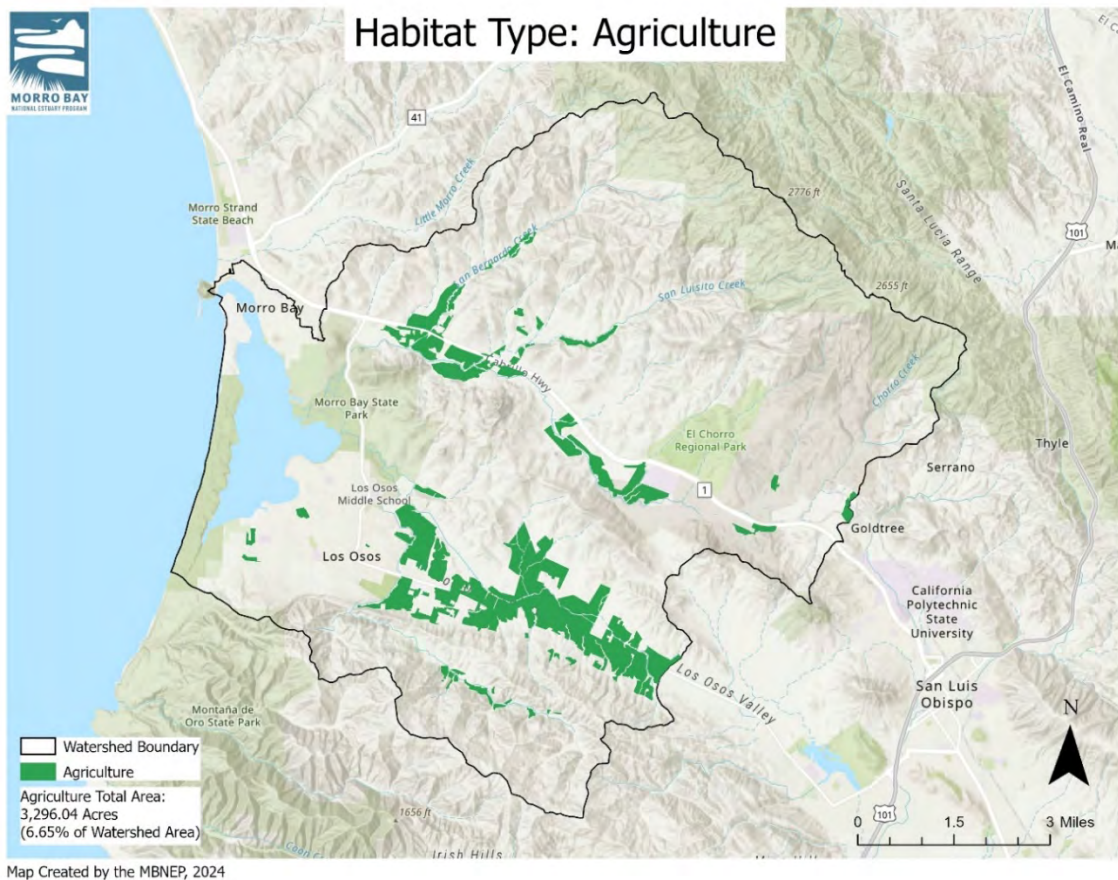 Habitat Type: Agriculture
MORRO BAY
NATIONAL ESTUARY PROGRAM
El Camino Real
41
Morro Strand
State Beach
Little Morro Creek
2776 ft
Santa Lucia Range
101
San Bernardo Creek
San Luisito Creek
2655 ft
Morro Bay
Cabrillo Hwy
Chorro Creek
Morro Bay State
Park
El Chorro
Regional Park
Thyle
Serrano
Los Osos
Middle School
1
Goldtree
Los Osos
California
Polytechnic
State
University
Los Osos Valley
San Luis
Obispo
Montaña de
Oro State Park
N
Watershed Boundary
Agriculture
Agriculture Total Area:
3,296.04 Acres
(6.65% of Watershed Area)
1656 ft
101
0 1.5 3 Miles
Irish Hills
Map Created by the MBNEP, 2024